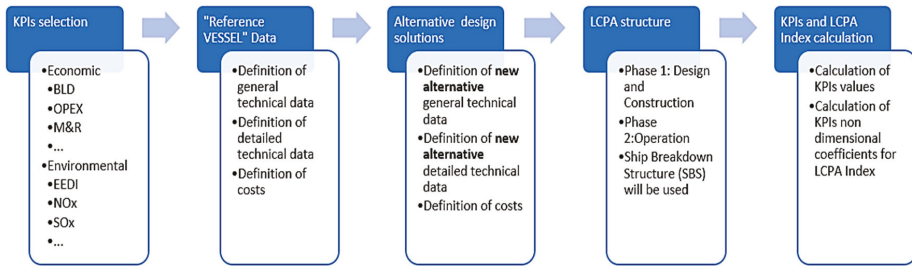 KPIs selection
•Economic
•BLD
•OPEX
•M&R
•...
•Environmental
•EEDI
•NOx
•SOx
•...
"Reference
VESSEL" Data
•Definition of
general
technical data
•Definition of
detailed
technical data
•Definition of
costs
Alternative design
solutions
•Definition of new
alternative
general technical
data
•Definition of new
alternative
detailed technical
data
•Definition of costs
LCPA structure
•Phase 1: Design
and
Construction
•Phase
2:Operation
•Ship Breakdown
Structure (SBS)
will be used
KPIs and LCPA
Index calculation
•Calculation of
KPIs values
•Calculation of
KPIs non
dimensional
coefficients for
LCPA Index